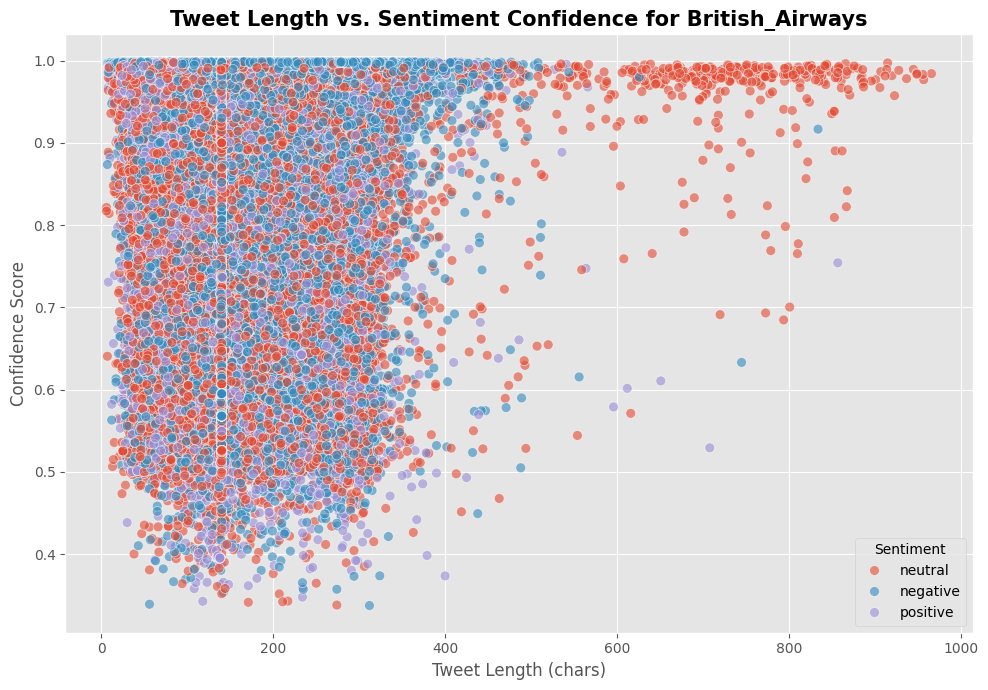 Tweet Length vs. Sentiment Confidence for British_Airways
Confidence Score
1.0
0.9
0.8
0.7
0.6
0.5
0.4
0
200
400
600
800
1000
Tweet Length (chars)
Sentiment
neutral
negative
positive